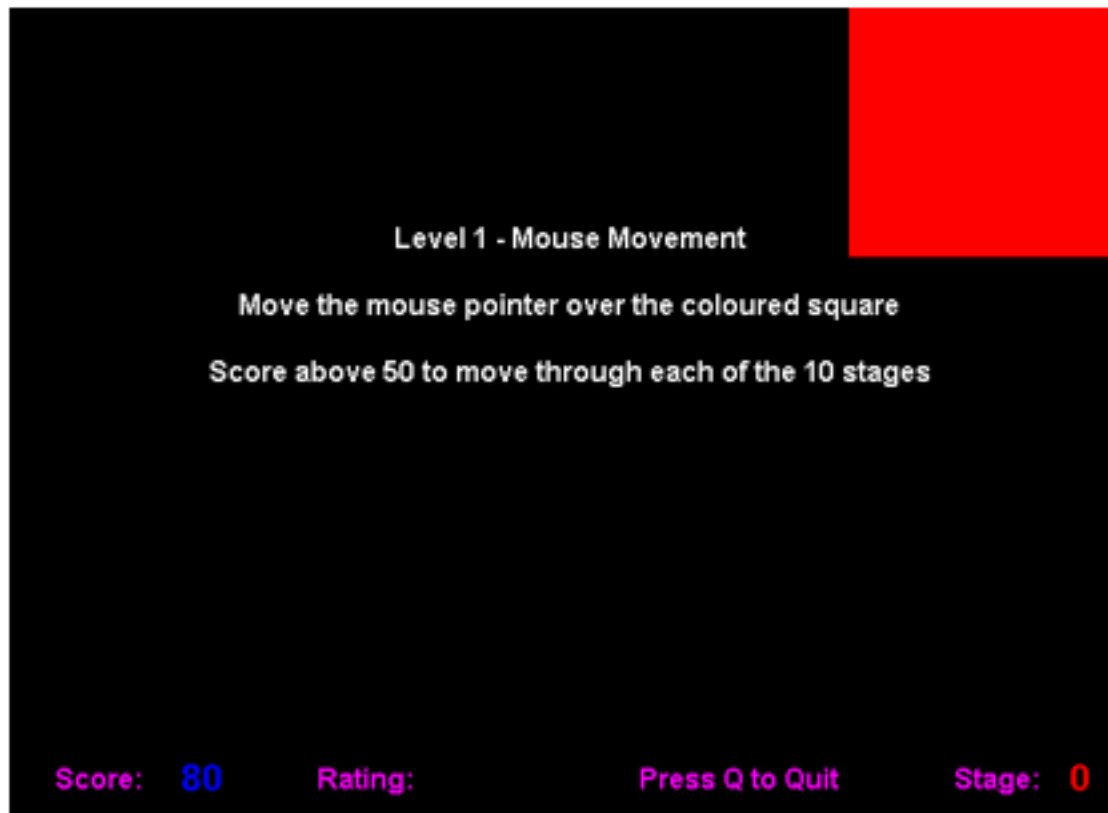 Level 1 - Mouse Movement
Move the mouse pointer over the coloured square
Score above 50 to move through each of the 10 stages
Score: 80 Rating: Press Q to Quit Stage: 0